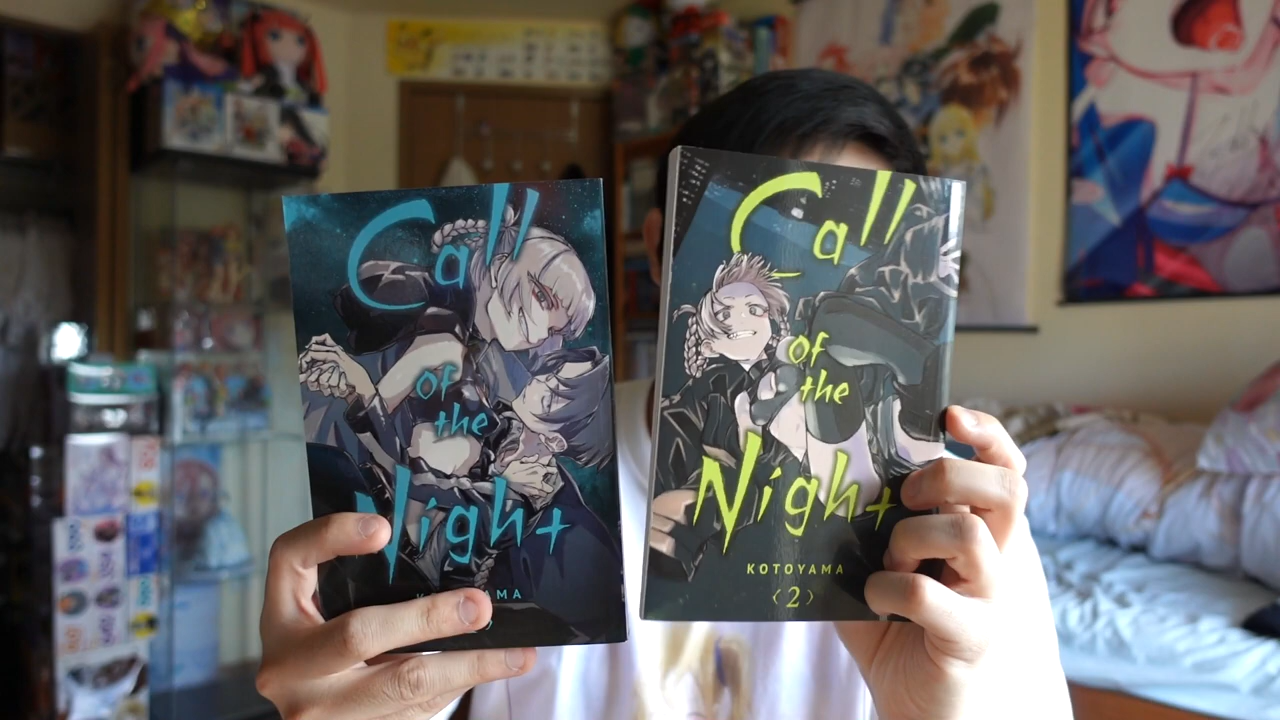 Call
of
the
Night
Call
of
the
Night
KOTOYAMA
(2)